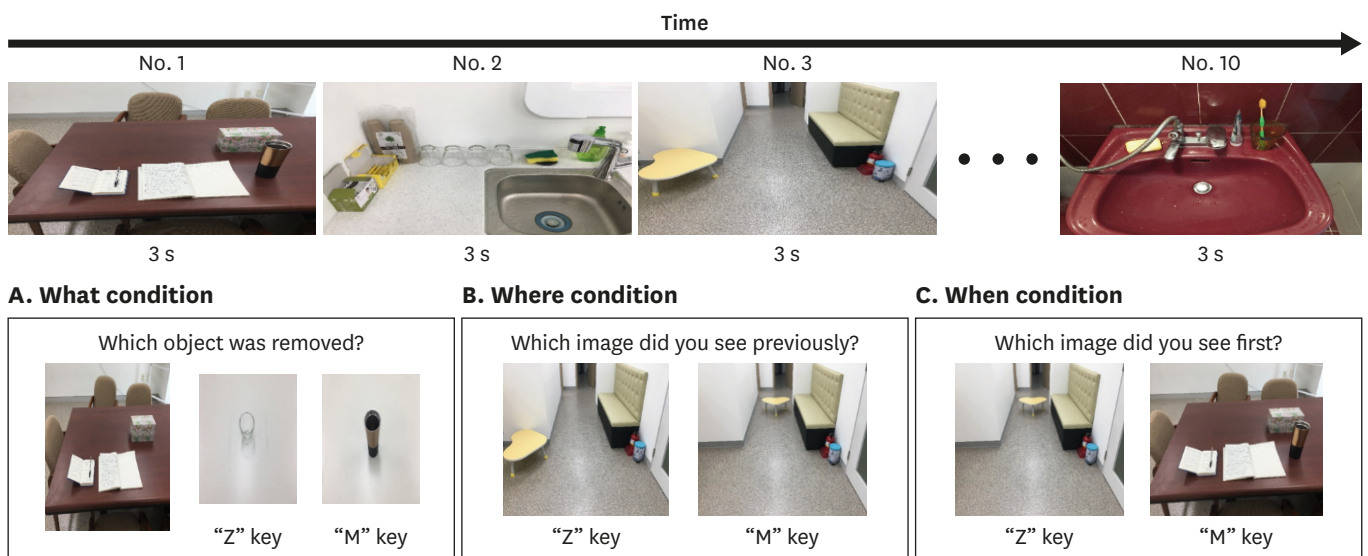 Time
No. 1
No. 2
No. 3
No. 10
3 s
3 s
3 s
3 s
A. What condition
Which object was removed?
“Z” key
“M” key
B. Where condition
Which image did you see previously?
“Z” key
“M” key
C. When condition
Which image did you see first?
“Z” key
“M” key